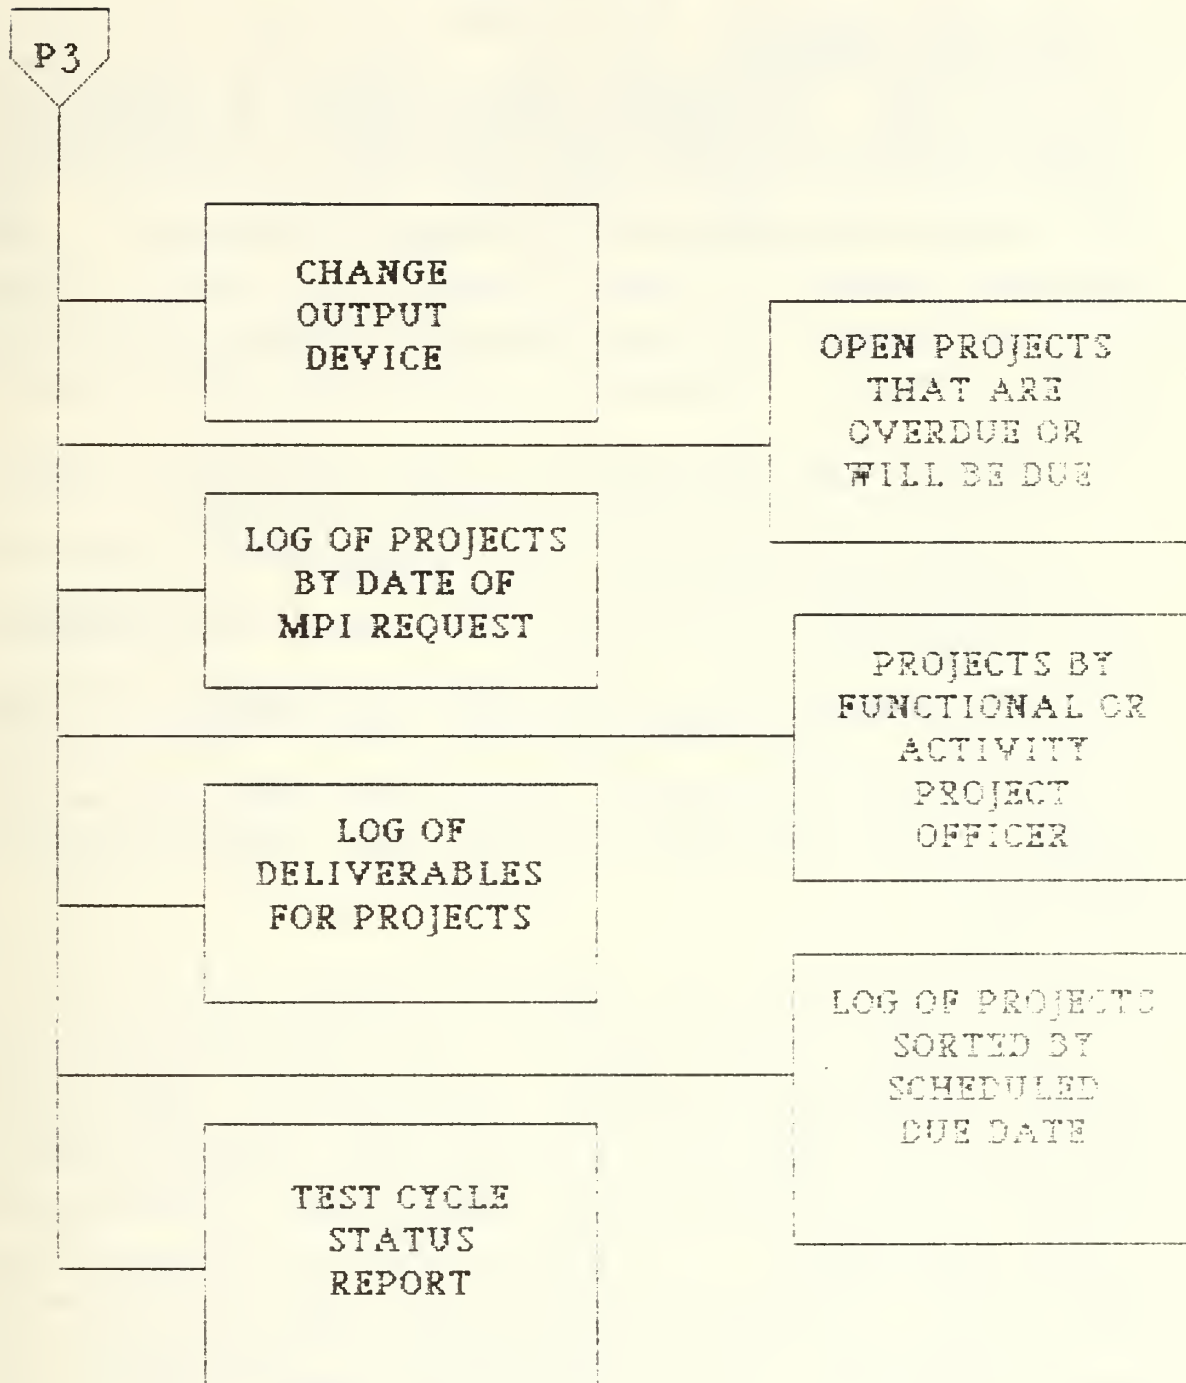 P3
CHANGE
OUTPUT
DEVICE
OPEN PROJECTS
THAT ARE
OVERDUE OR
WILL BE DUE
LOG OF PROJECTS
BY DATE OF
MPI REQUEST
PROJECTS BY
FUNCTIONAL OR
ACTIVITY
PROJECT
OFFICER
LOG OF
DELIVERABLES
FOR PROJECTS
LOG OF PROJECTS
SORTED BY
SCHEDULED
DUE DATE
TEST CYCLE
STATUS
REPORT